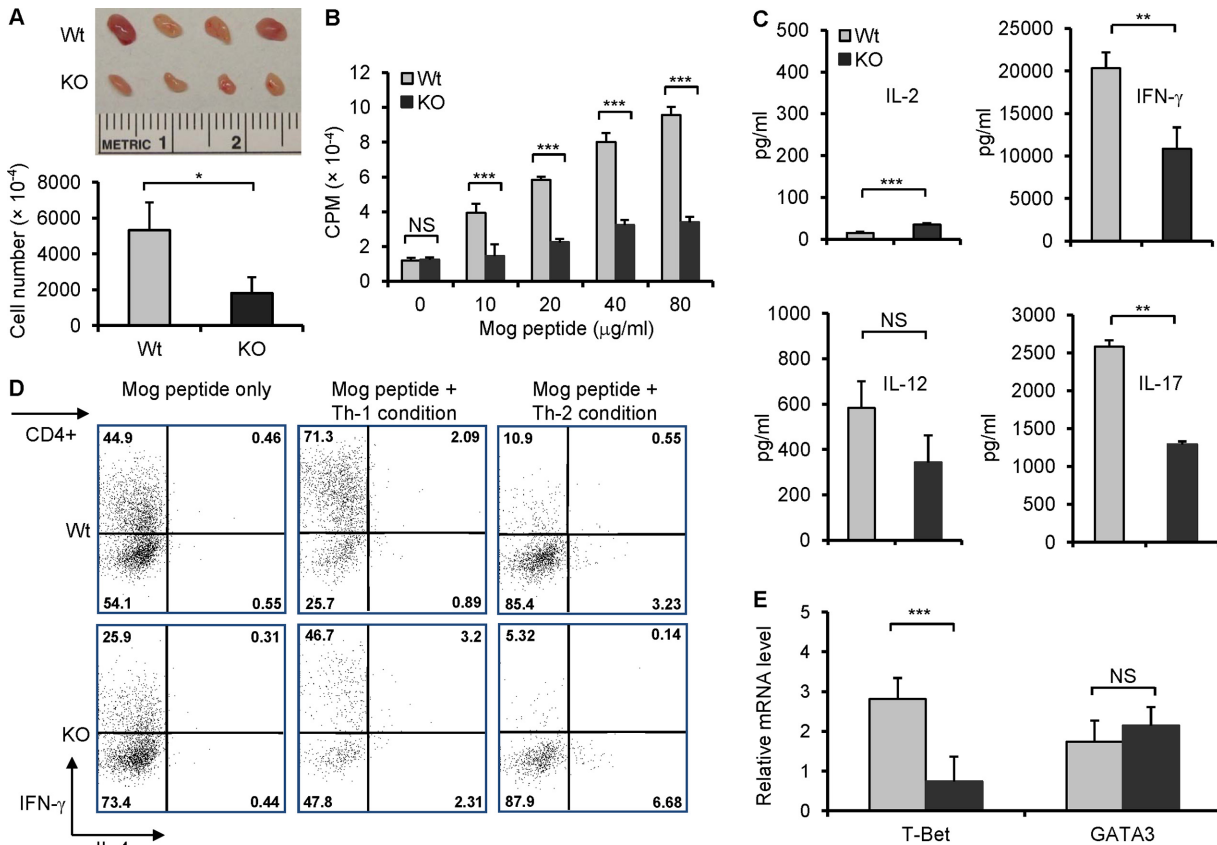 A
Wt
KO
METRIC 1 2
Cell number (× 10⁻⁴)
8000
6000
4000
2000
0
Wt KO
*
B
Wt
KO
CPM (× 10⁻⁴)
12
10
8
6
4
2
0
NS *** *** *** ***
0 10 20 40 80
Mog peptide (μg/ml)
C
Wt
KO
pg/ml
500
400
300
200
100
0
IL-2
***
pg/ml
25000
20000
15000
10000
5000
0
IFN-γ
**
pg/ml
1000
800
600
400
200
0
NS
IL-12
pg/ml
3000
2500
2000
1500
1000
500
0
**
IL-17
D
Mog peptide only
Mog peptide +
Th-1 condition
Mog peptide +
Th-2 condition
CD4+
Wt
44.9 0.46
54.1 0.55
71.3 2.09
25.7 0.89
10.9 0.55
85.4 3.23
KO
25.9 0.31
73.4 0.44
46.7 3.2
47.8 2.31
5.32 0.14
87.9 6.68
IFN-γ
E
Relative mRNA level
5
4
3
2
1
0
***
NS
T-Bet GATA3